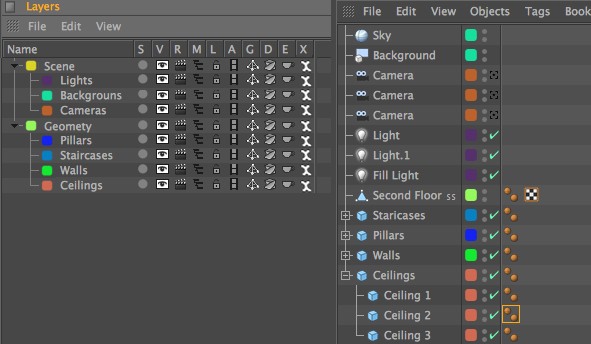 Layers
File Edit View
Name S V R M L A G D E X
Scene
Lights
Backgrouns
Cameras
Geomety
Pillars
Staircases
Walls
Ceilings
File Edit View Objects Tags Book
Sky
Background
Camera
Camera
Camera
Light
Light.1
Fill Light
Second Floor ss
Staricases
Pillars
Walls
Ceilings
Ceiling 1
Ceiling 2
Ceiling 3